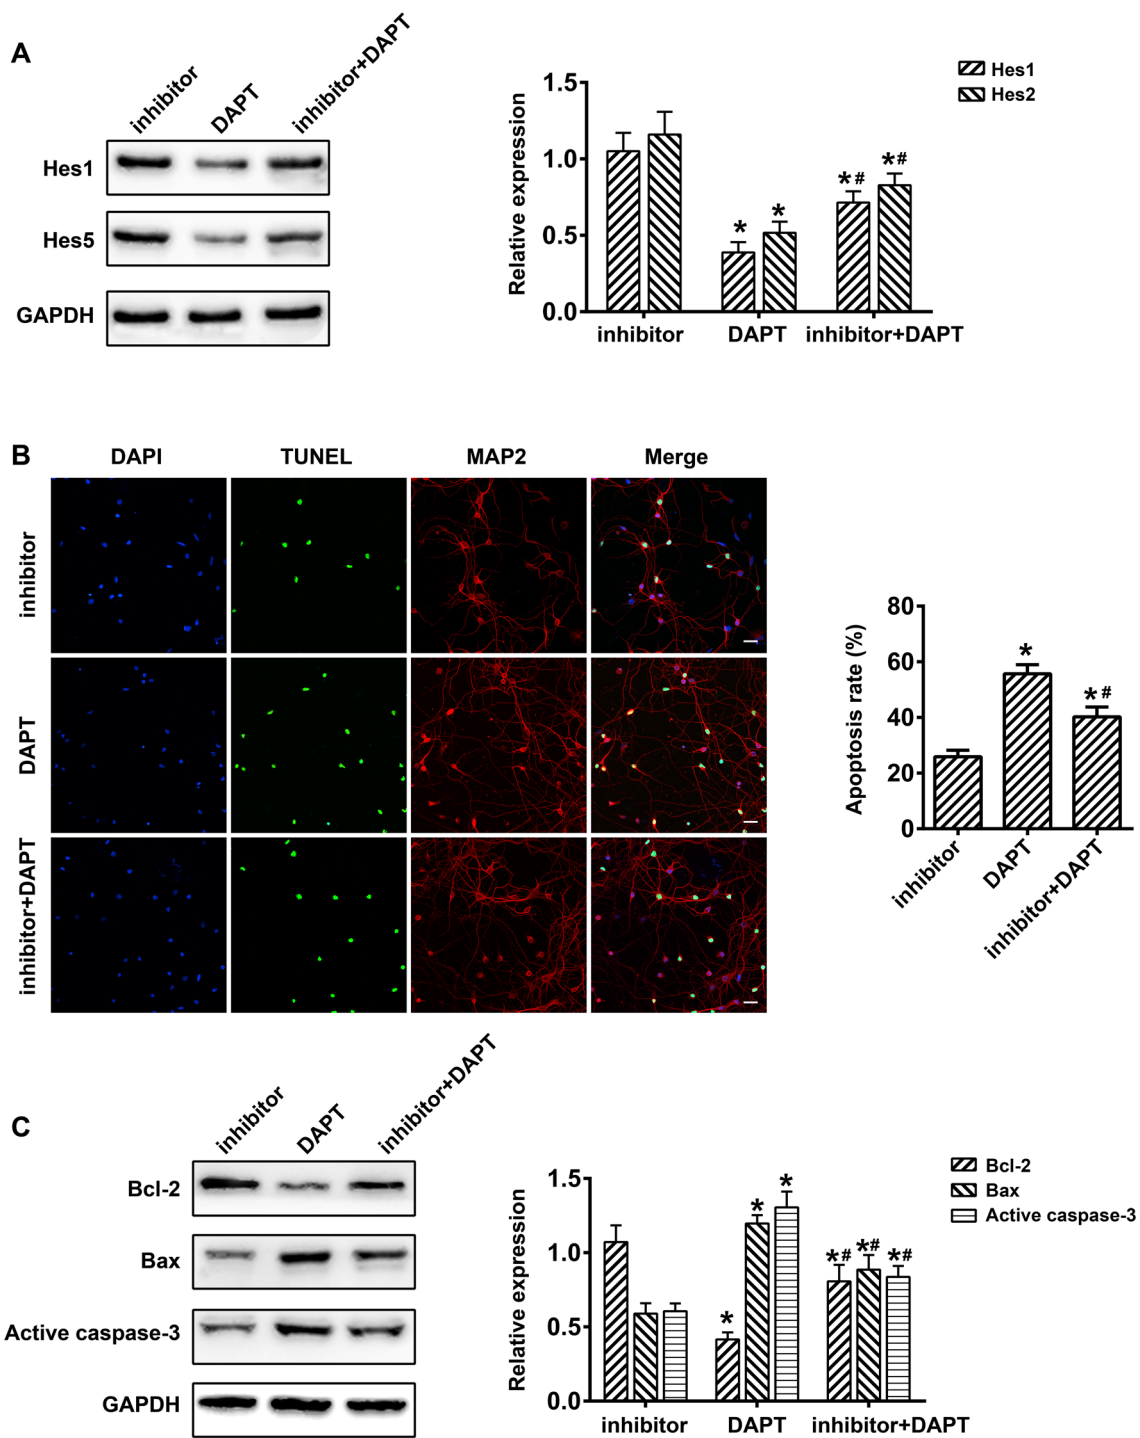 A
inhibitor
DAPT
inhibitor+DAPT
Hes1
Hes5
GAPDH
Hes1
Hes2
Relative expression
1.5
1.0
0.5
0.0
*
*
*#
*#
inhibitor
DAPT
inhibitor+DAPT
B
DAPI
TUNEL
MAP2
Merge
inhibitor
DAPT
inhibitor+DAPT
Apoptosis rate (%)
80
60
40
20
0
*
*#
inhibitor
DAPT
inhibitor+DAPT
C
inhibitor
DAPT
inhibitor+DAPT
Bcl-2
Bax
Active caspase-3
GAPDH
Bcl-2
Bax
Active caspase-3
Relative expression
1.5
1.0
0.5
0.0
*
*
*
*#
*#
*#
inhibitor
DAPT
inhibitor+DAPT